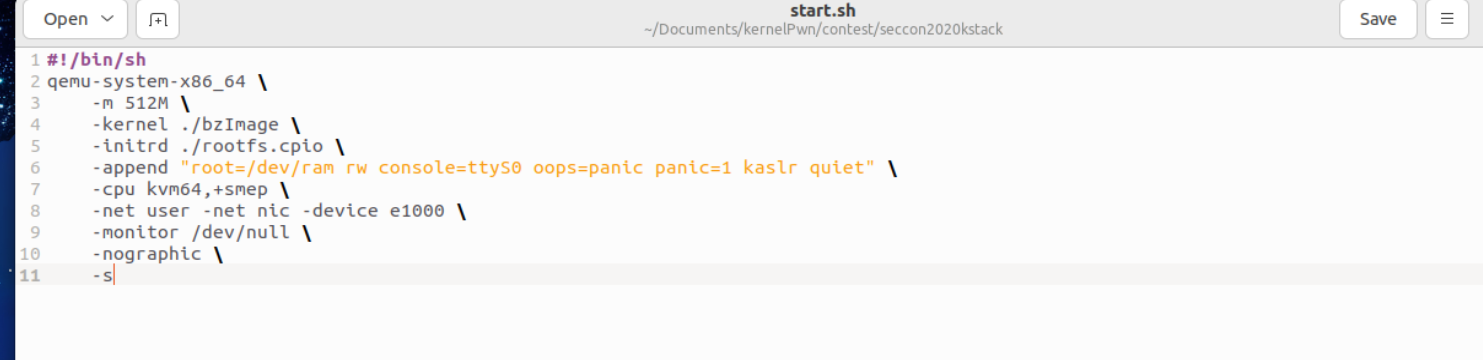 Open
start.sh
~/Documents/kernelPwn/contest/seccon2020kstack
Save
1 #!/bin/sh
2 qemu-system-x86_64 \
3     -m 512M \
4     -kernel ./bzImage \
5     -initrd ./rootfs.cpio \
6     -append "root=/dev/ram rw console=ttyS0 oops=panic panic=1 kaslr quiet" \
7     -cpu kvm64,+smep \
8     -net user -net nic -device e1000 \
9     -monitor /dev/null \
10     -nographic \
11     -s